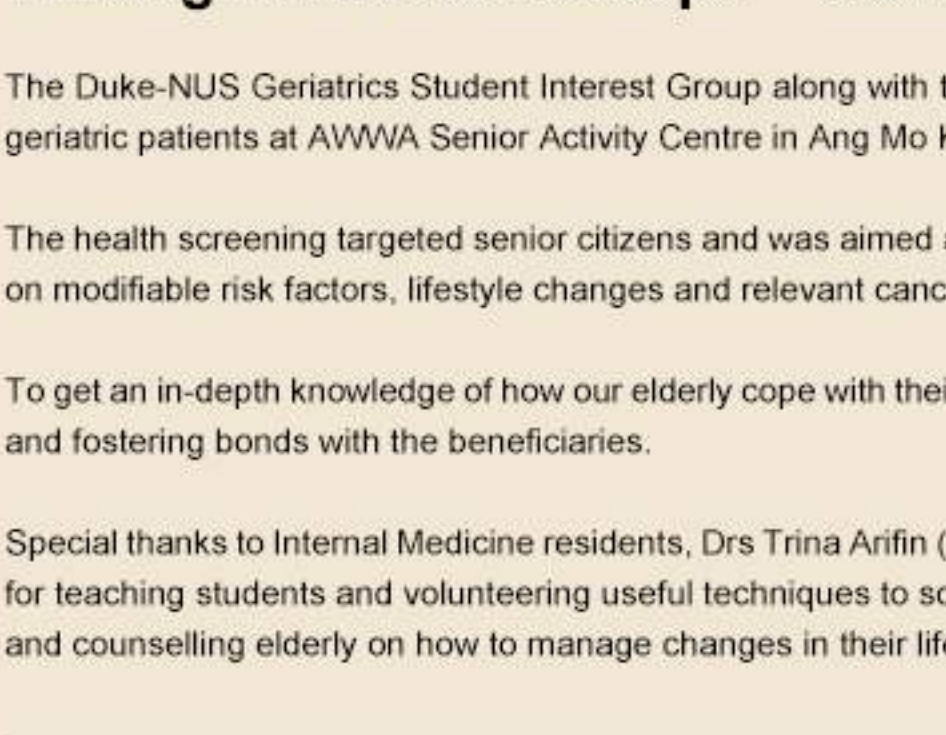 The Duke-NUS Geriatrics Student Interest Group along with
geriatric patients at AWWA Senior Activity Centre in Ang Mo
The health screening targeted senior citizens and was aimed
on modifiable risk factors, lifestyle changes and relevant
To get an in-depth knowledge of how our elderly cope with
and fostering bonds with the beneficiaries.
Special thanks to Internal Medicine residents, Drs Trina Arifin (
for teaching students and volunteering useful techniques to
and counselling elderly on how to manage changes in their